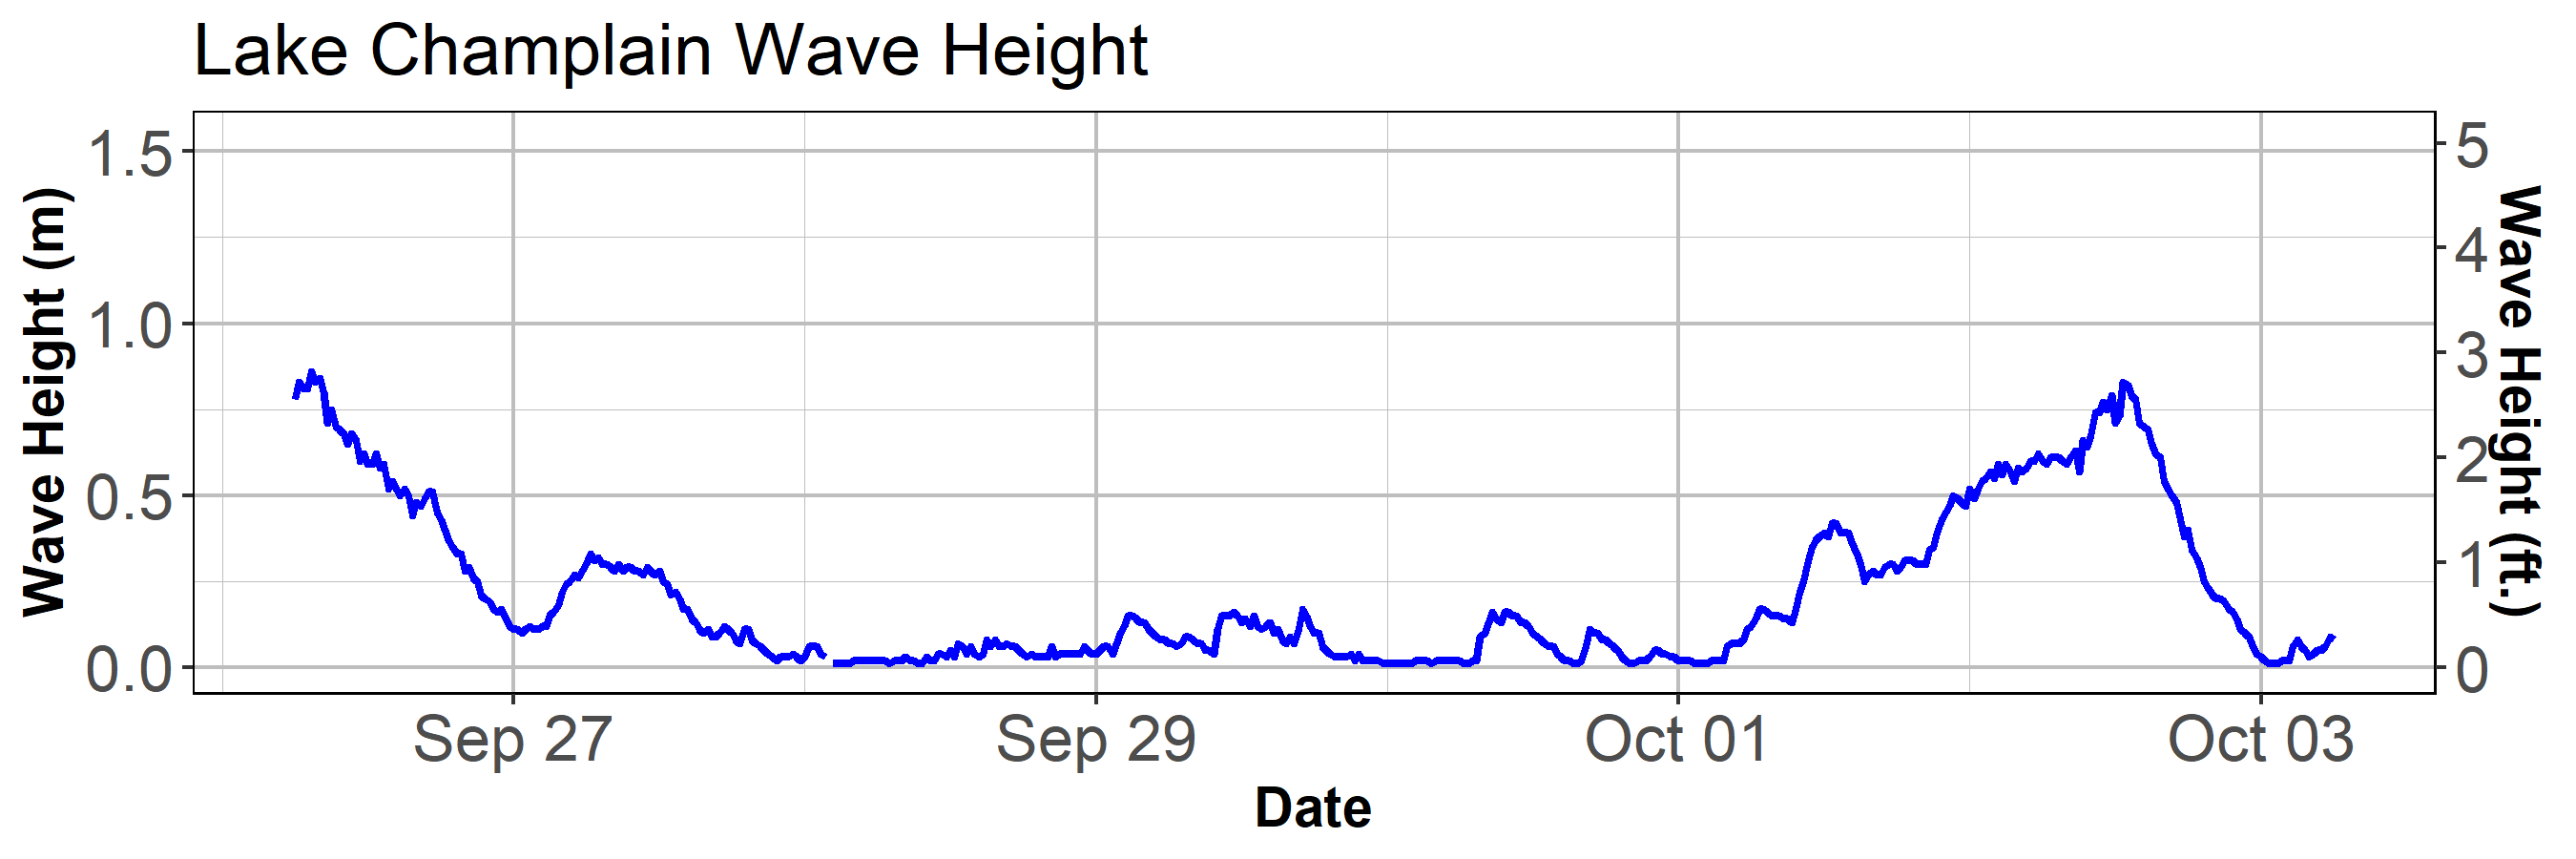 Lake Champlain Wave Height
Wave Height (m)
1.5
1.0
0.5
0.0
5
4
3
2
1
0
Wave Height (ft.)
Sep 27
Sep 29
Oct 01
Oct 03
Date